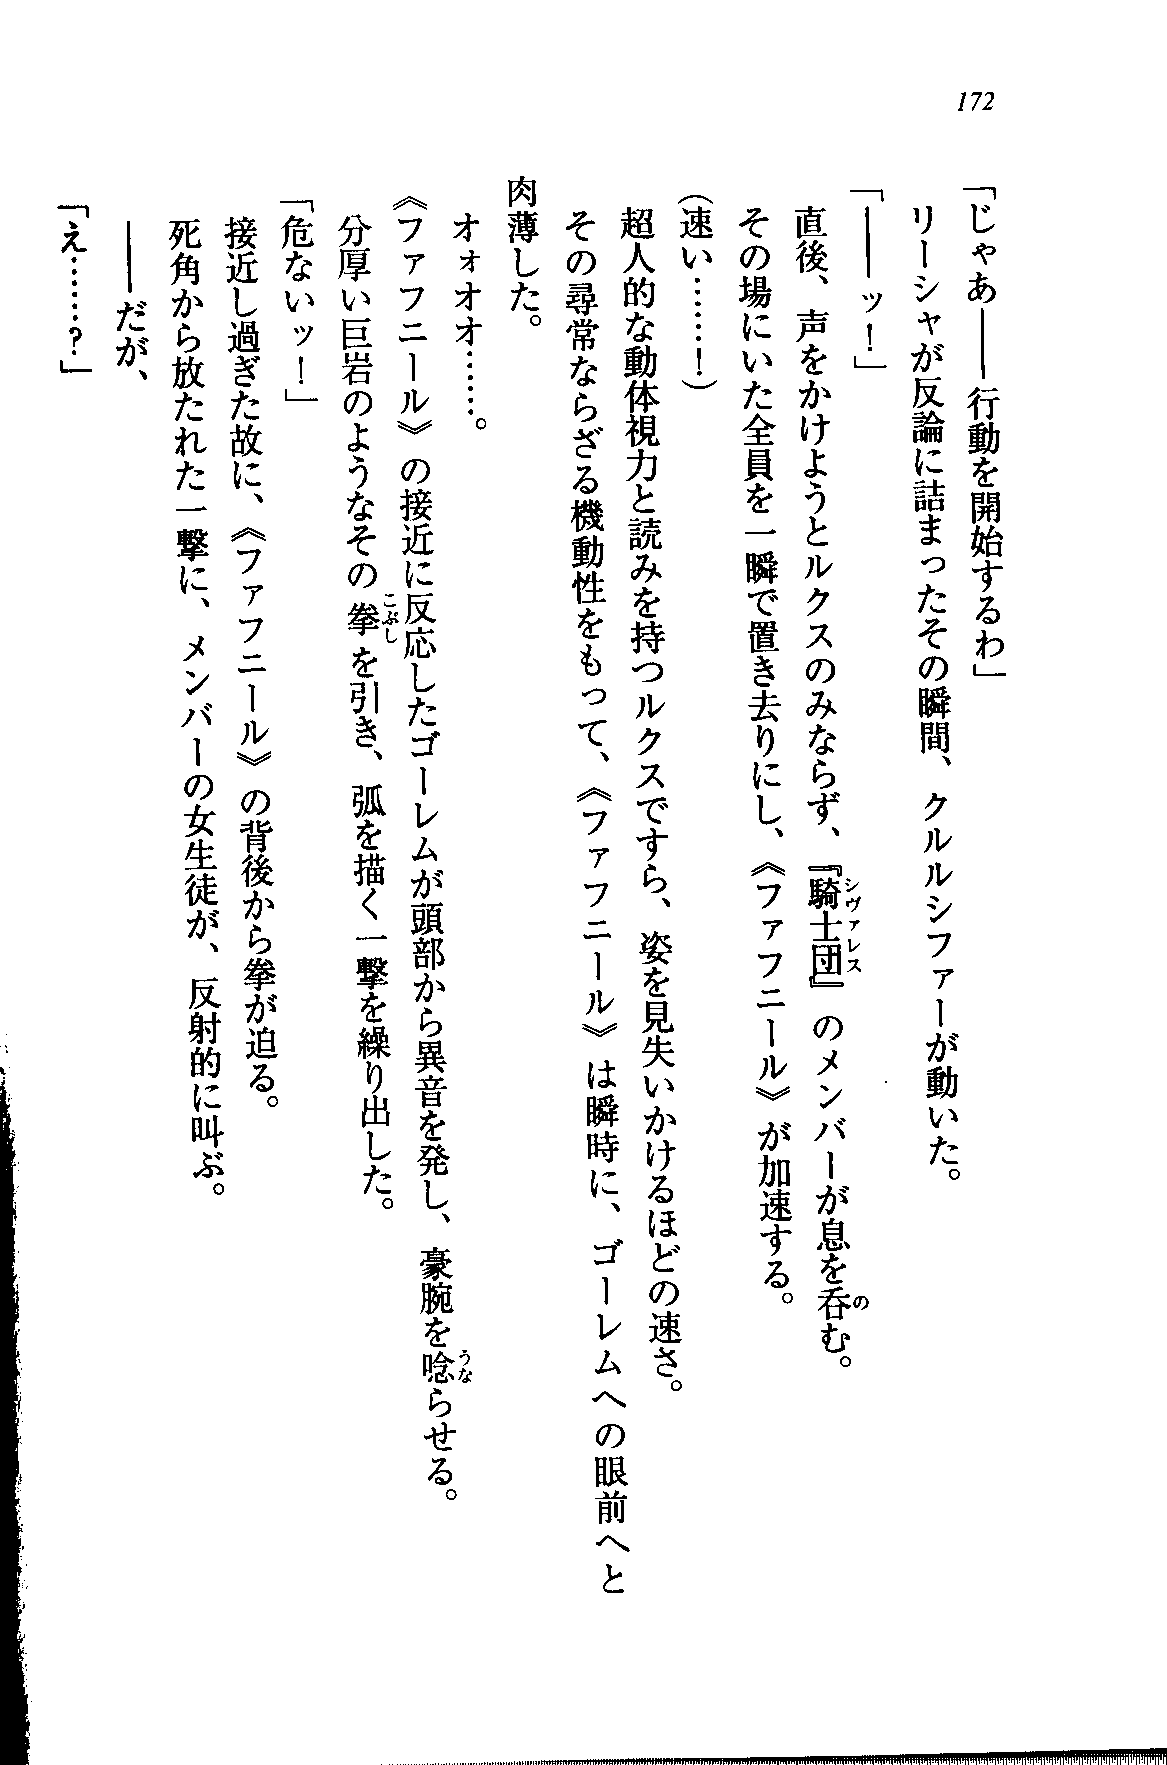 172
「じゃあ――行動を開始するわ」
リーシャが反論に詰まったその瞬間、クルルシファーが動いた。
「――ッ！」
直後、声をかけようとルクスのみならず、『騎士団』のメンバーが息を呑む。
シヴァレス
の
その場にいた全員を一瞬で置き去りにし、《ファフニール》が加速する。
（速い……！）
超人的な動体視力と読みを持つルクスですら、姿を見失いかけるほどの速さ。
その尋常ならざる機動性をもって、《ファフニール》は瞬時に、ゴーレムへの眼前へと
肉薄した。
オォオオ……。
《ファフニール》の接近に反応したゴーレムが頭部から異音を発し、豪腕を唸らせる。
うな
分厚い巨岩のようなその拳を引き、弧を描く一撃を繰り出した。
こぶし
「危ないッ！」
接近し過ぎた故に、《ファフニール》の背後から拳が迫る。
死角から放たれた一撃に、メンバーの女生徒が、反射的に叫ぶ。
――だが、
「え……？」